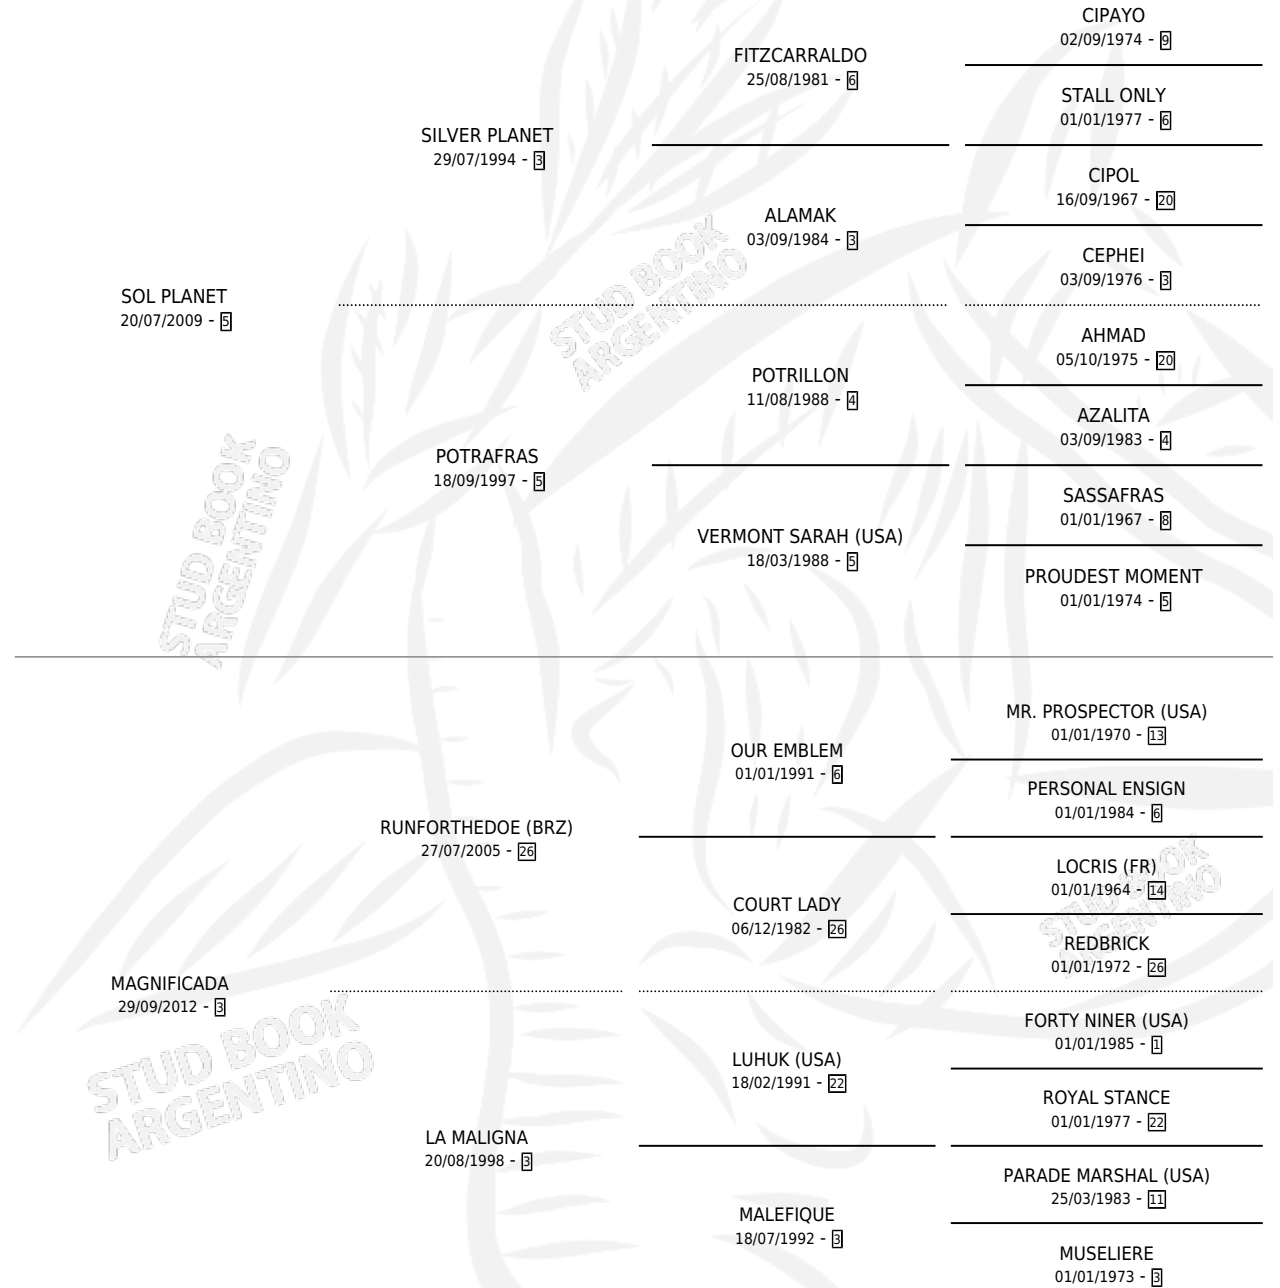 CIPAYO
02/09/1974 - 9
FITZCARRALDO
25/08/1981 - 6
STALL ONLY
01/01/1977 - 6
SILVER PLANET
29/07/1994 - 3
CIPOL
16/09/1967 - 20
ALAMAK
03/09/1984 - 3
CEPHEI
03/09/1976 - 3
SOL PLANET
20/07/2009 - 5
AHMAD
05/10/1975 - 20
POTRILLON
11/08/1988 - 4
AZALITA
03/09/1983 - 4
POTRAFRAS
18/09/1997 - 5
SASSAFRAS
01/01/1967 - 8
VERMONT SARAH (USA)
18/03/1988 - 5
PROUDEST MOMENT
01/01/1974 - 5
MR. PROSPECTOR (USA)
01/01/1970 - 13
OUR EMBLEM
01/01/1991 - 6
PERSONAL ENSIGN
01/01/1984 - 6
RUNFORTHEDOE (BRZ)
27/07/2005 - 26
LOCRIS (FR)
01/01/1964 - 14
COURT LADY
06/12/1982 - 26
REDBRICK
01/01/1972 - 26
MAGNIFICADA
29/09/2012 - 3
FORTY NINER (USA)
01/01/1985 - 1
LUHUK (USA)
18/02/1991 - 22
ROYAL STANCE
01/01/1977 - 22
LA MALIGNA
20/08/1998 - 3
PARADE MARSHAL (USA)
25/03/1983 - 11
MALEFIQUE
18/07/1992 - 3
MUSELIERE
01/01/1973 - 3
STUD BOOK
ARGENTINO
STUD BOOK
ARGENTINO
STUD BOOK
ARGENTINO
STUD BOOK
ARGENTINO